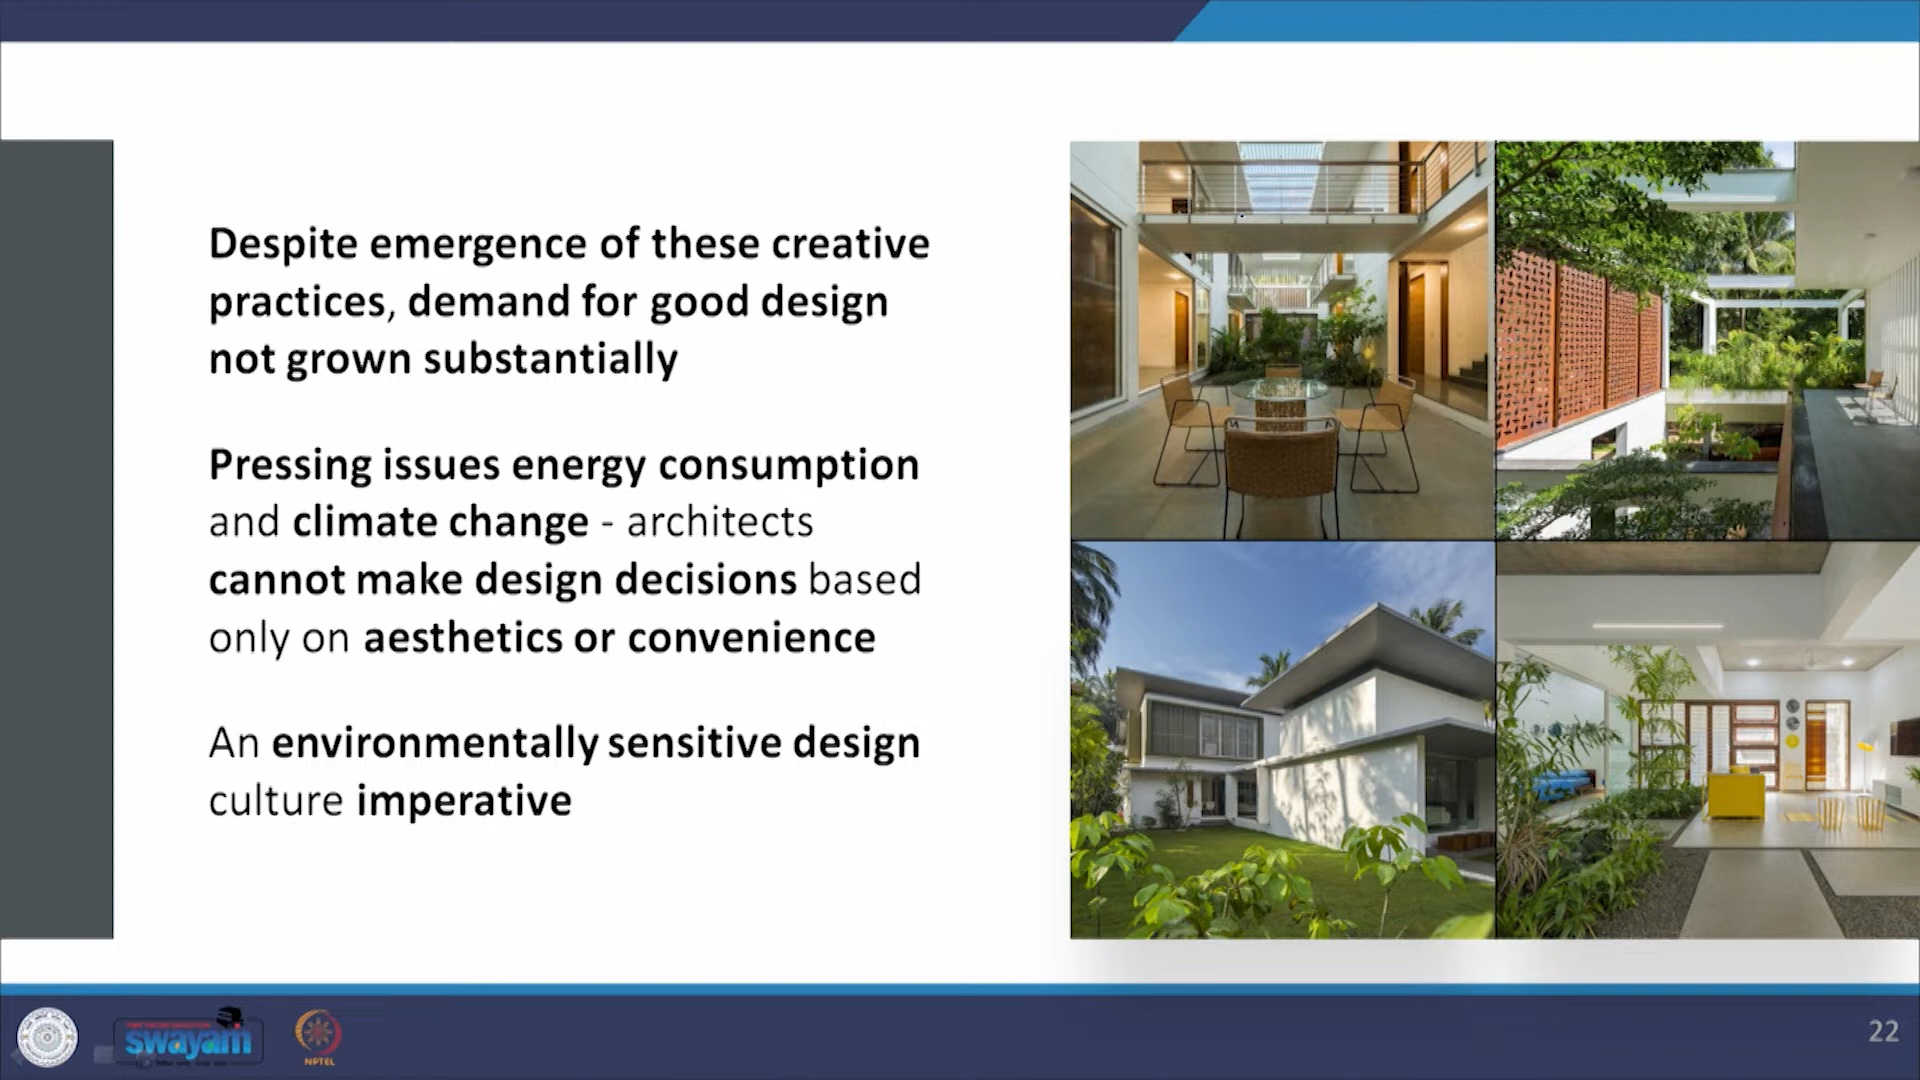 Despite emergence of these creative
practices, demand for good design
not grown substantially
Pressing issues energy consumption
and climate change - architects
cannot make design decisions based
only on aesthetics or convenience
An environmentally sensitive design
culture imperative
swayam
NPTEL
22